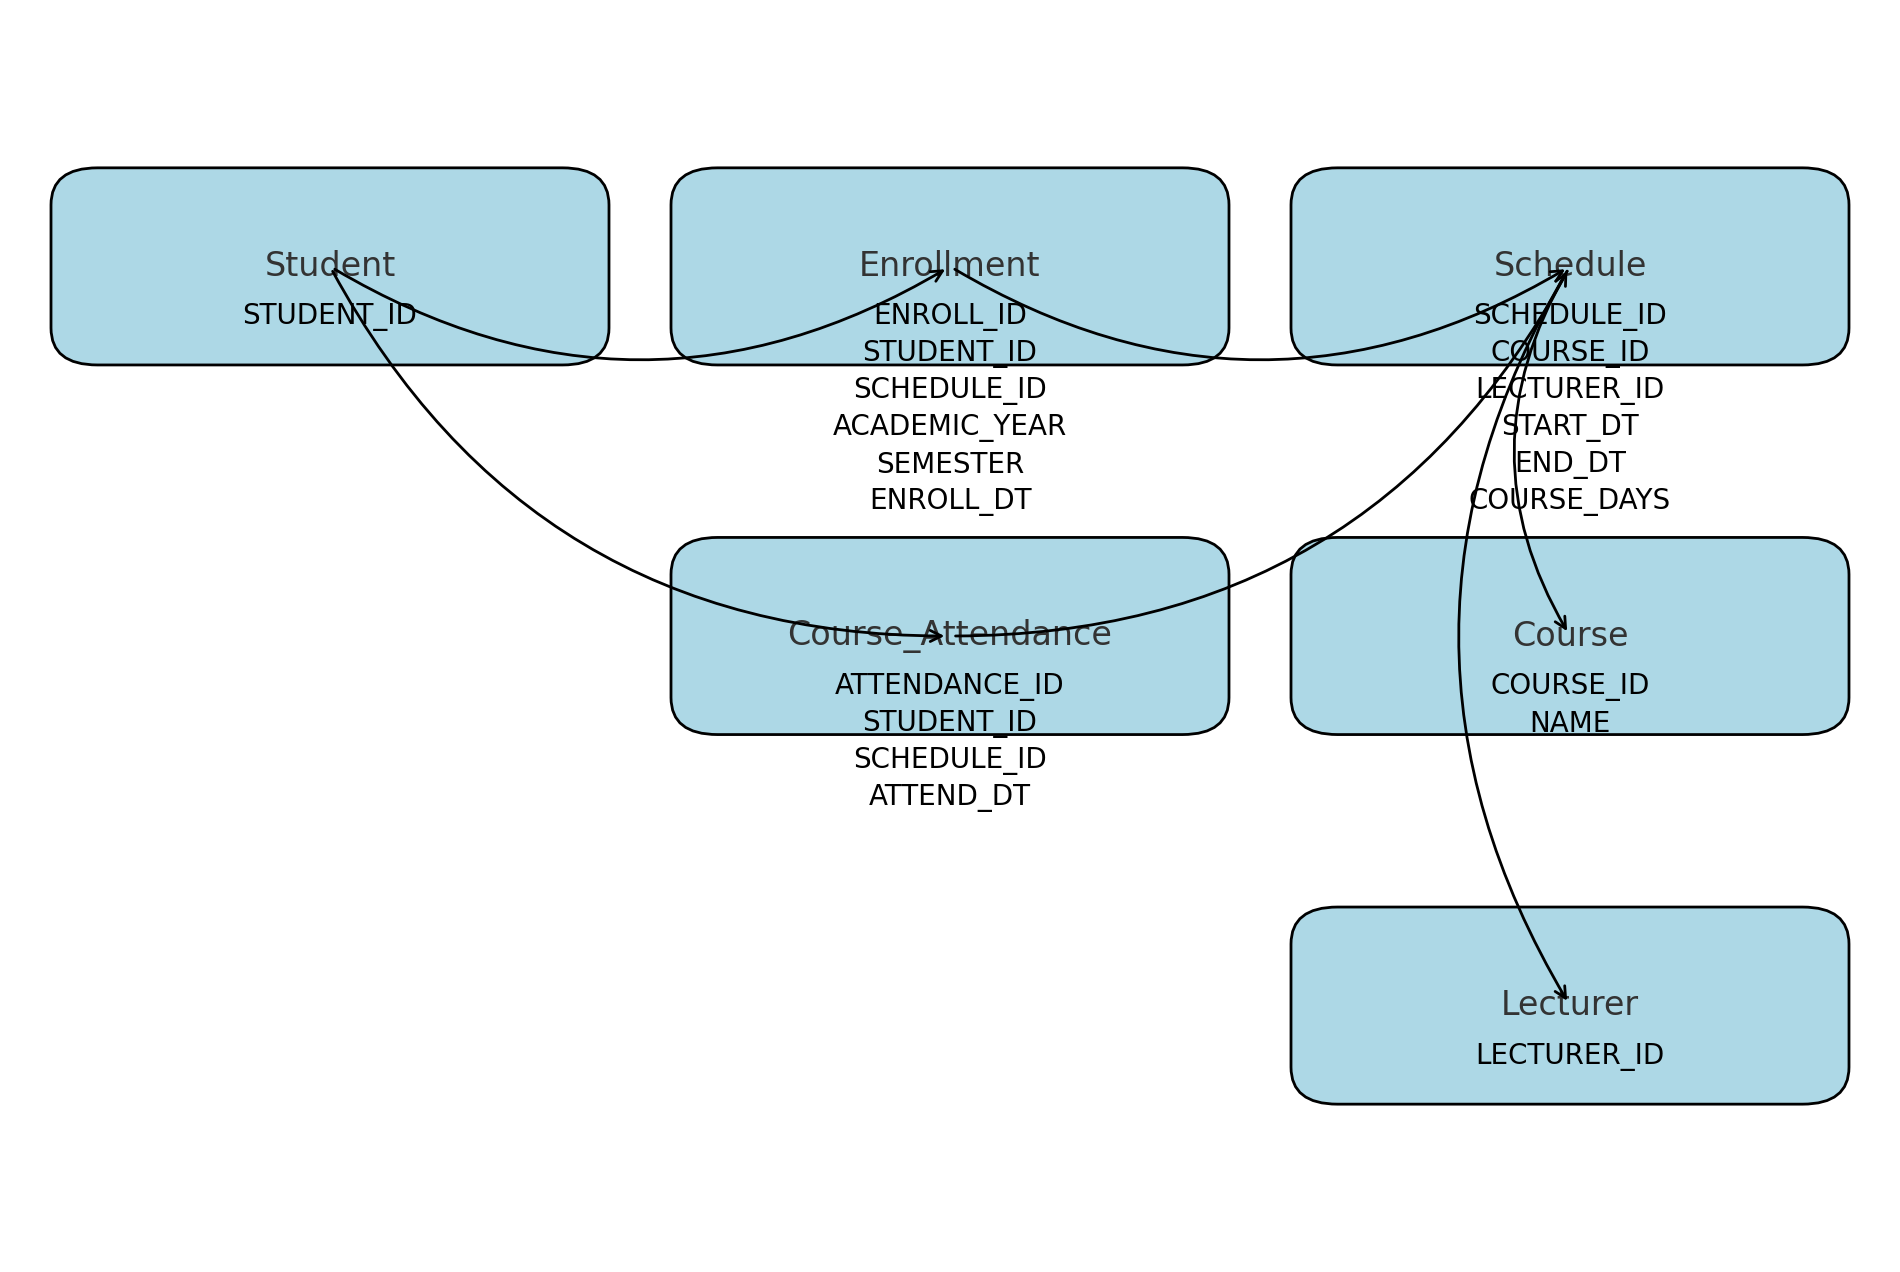 Student
STUDENT_ID
Enrollment
ENROLL_ID
STUDENT_ID
SCHEDULE_ID
ACADEMIC_YEAR
SEMESTER
ENROLL_DT
Schedule
SCHEDULE_ID
COURSE_ID
LECTURER_ID
START_DT
END_DT
COURSE_DAYS
Course_Attendance
ATTENDANCE_ID
STUDENT_ID
SCHEDULE_ID
ATTEND_DT
Course
COURSE_ID
NAME
Lecturer
LECTURER_ID